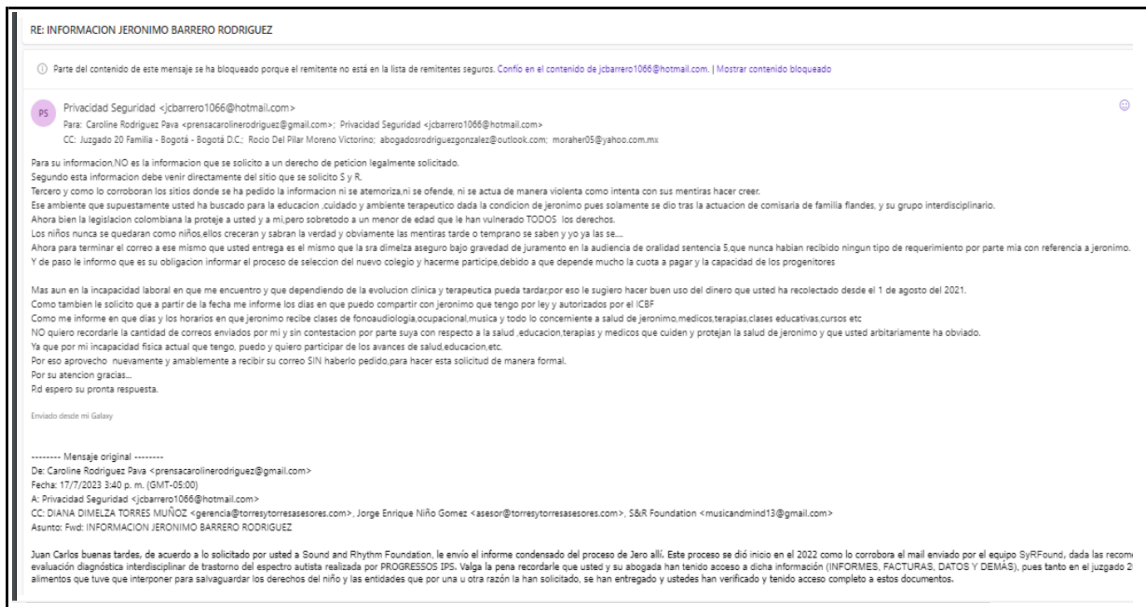 RE: INFORMACION JERONIMO BARRERO RODRIGUEZ
Parte del contenido de este mensaje se ha bloqueado porque el remitente no está en la lista de remitentes seguros. Confío en el contenido de jcbarrero1066@hotmail.com. | Mostrar contenido bloqueado
PS
Privacidad Seguridad <jcbarrero1066@hotmail.com>
Para: Caroline Rodriguez Pava <prensacarolinerodriguez@gmail.com>; Privacidad Seguridad <jcbarrero1066@hotmail.com>
CC: Juzgado 20 Familia - Bogotá - Bogotá D.C.; Rocio Del Pilar Moreno Victorino; abogadosrodriguezgonzalez@outlook.com; moraher05@yahoo.com.mx
Para su informacion,NO es la informacion que se solicito a un derecho de peticion legalmente solicitado.
Segundo esta informacion debe venir directamente del sitio que se solicito S y R.
Tercero y como lo corroboran los sitios donde se ha pedido la informacion ni se atemoriza,ni se ofende, ni se actua de manera violenta como intenta con sus mentiras hacer creer.
Ese ambiente que supuestamente usted ha buscado para la educacion ,cuidado y ambiente terapeutico dada la condicion de jeronimo pues solamente se dio tras la actuacion de comisaria de familia flandes, y su grupo interdisciplinario.
Ahora bien la legislacion colombiana la proteje a usted y a mi,pero sobretodo a un menor de edad que le han vulnerado TODOS los derechos.
Los niños nunca se quedaran como niños,ellos creceran y sabran la verdad y obviamente las mentiras tarde o temprano se saben y yo ya las se....
Ahora para terminar el correo a ese mismo que usted entrega es el mismo que la sra dimelza aseguro bajo gravedad de juramento en la audiencia de oralidad sentencia 5,que nunca habian recibido ningun tipo de requerimiento por parte mia con referencia a jeronimo.
Y de paso le informo que es su obligacion informar el proceso de seleccion del nuevo colegio y hacerme participe,debido a que depende mucho la cuota a pagar y la capacidad de los progenitores
Mas aun en la incapacidad laboral en que me encuentro y que dependiendo de la evolucion clinica y terapeutica pueda tardar,por eso le sugiero hacer buen uso del dinero que usted ha recolectado desde el 1 de agosto del 2021.
Como tambien le solicito que a partir de la fecha me informe los dias en que puedo compartir con jeronimo que tengo por ley y autorizados por el ICBF
Como me informe en que dias y los horarios en que jeronimo recibe clases de fonoaudiologia,ocupacional,musica y todo lo concerniente a salud de jeronimo,medicos,terapias,clases educativas,cursos etc
NO quiero recordarle la cantidad de correos enviados por mi y sin contestacion por parte suya con respecto a la salud ,educacion,terapias y medicos que cuiden y protejan la salud de jeronimo y que usted arbitariamente ha obviado.
Ya que por mi incapacidad fisica actual que tengo, puedo y quiero participar de los avances de salud,educacion,etc.
Por eso aprovecho nuevamente y amablemente a recibir su correo SIN haberlo pedido,para hacer esta solicitud de manera formal.
Por su atencion gracias...
P.d espero su pronta respuesta.
Enviado desde mi Galaxy
-------- Mensaje original --------
De: Caroline Rodriguez Pava <prensacarolinerodriguez@gmail.com>
Fecha: 17/7/2023 3:40 p. m. (GMT-05:00)
A: Privacidad Seguridad <jcbarrero1066@hotmail.com>
CC: DIANA DIMELZA TORRES MUÑOZ <gerencia@torresytorresasesores.com>, Jorge Enrique Niño Gomez <asesor@torresytorresasesores.com>, S&R Foundation <musicandmind13@gmail.com>
Asunto: Fwd: INFORMACION JERONIMO BARRERO RODRIGUEZ
Juan Carlos buenas tardes, de acuerdo a lo solicitado por usted a Sound and Rhythm Foundation, le envío el informe condensado del proceso de Jero allí. Este proceso se dió inicio en el 2022 como lo corrobora el mail enviado por el equipo SyRFound, dada las recome
evaluación diagnóstica interdisciplinar de trastorno del espectro autista realizada por PROGRESSOS IPS. Valga la pena recordarle que usted y su abogada han tenido acceso a dicha información (INFORMES, FACTURAS, DATOS Y DEMÁS), pues tanto en el juzgado 2
alimentos que tuve que interponer para salvaguardar los derechos del niño y las entidades que por una u otra razón la han solicitado, se han entregado y ustedes han verificado y tenido acceso completo a estos documentos.